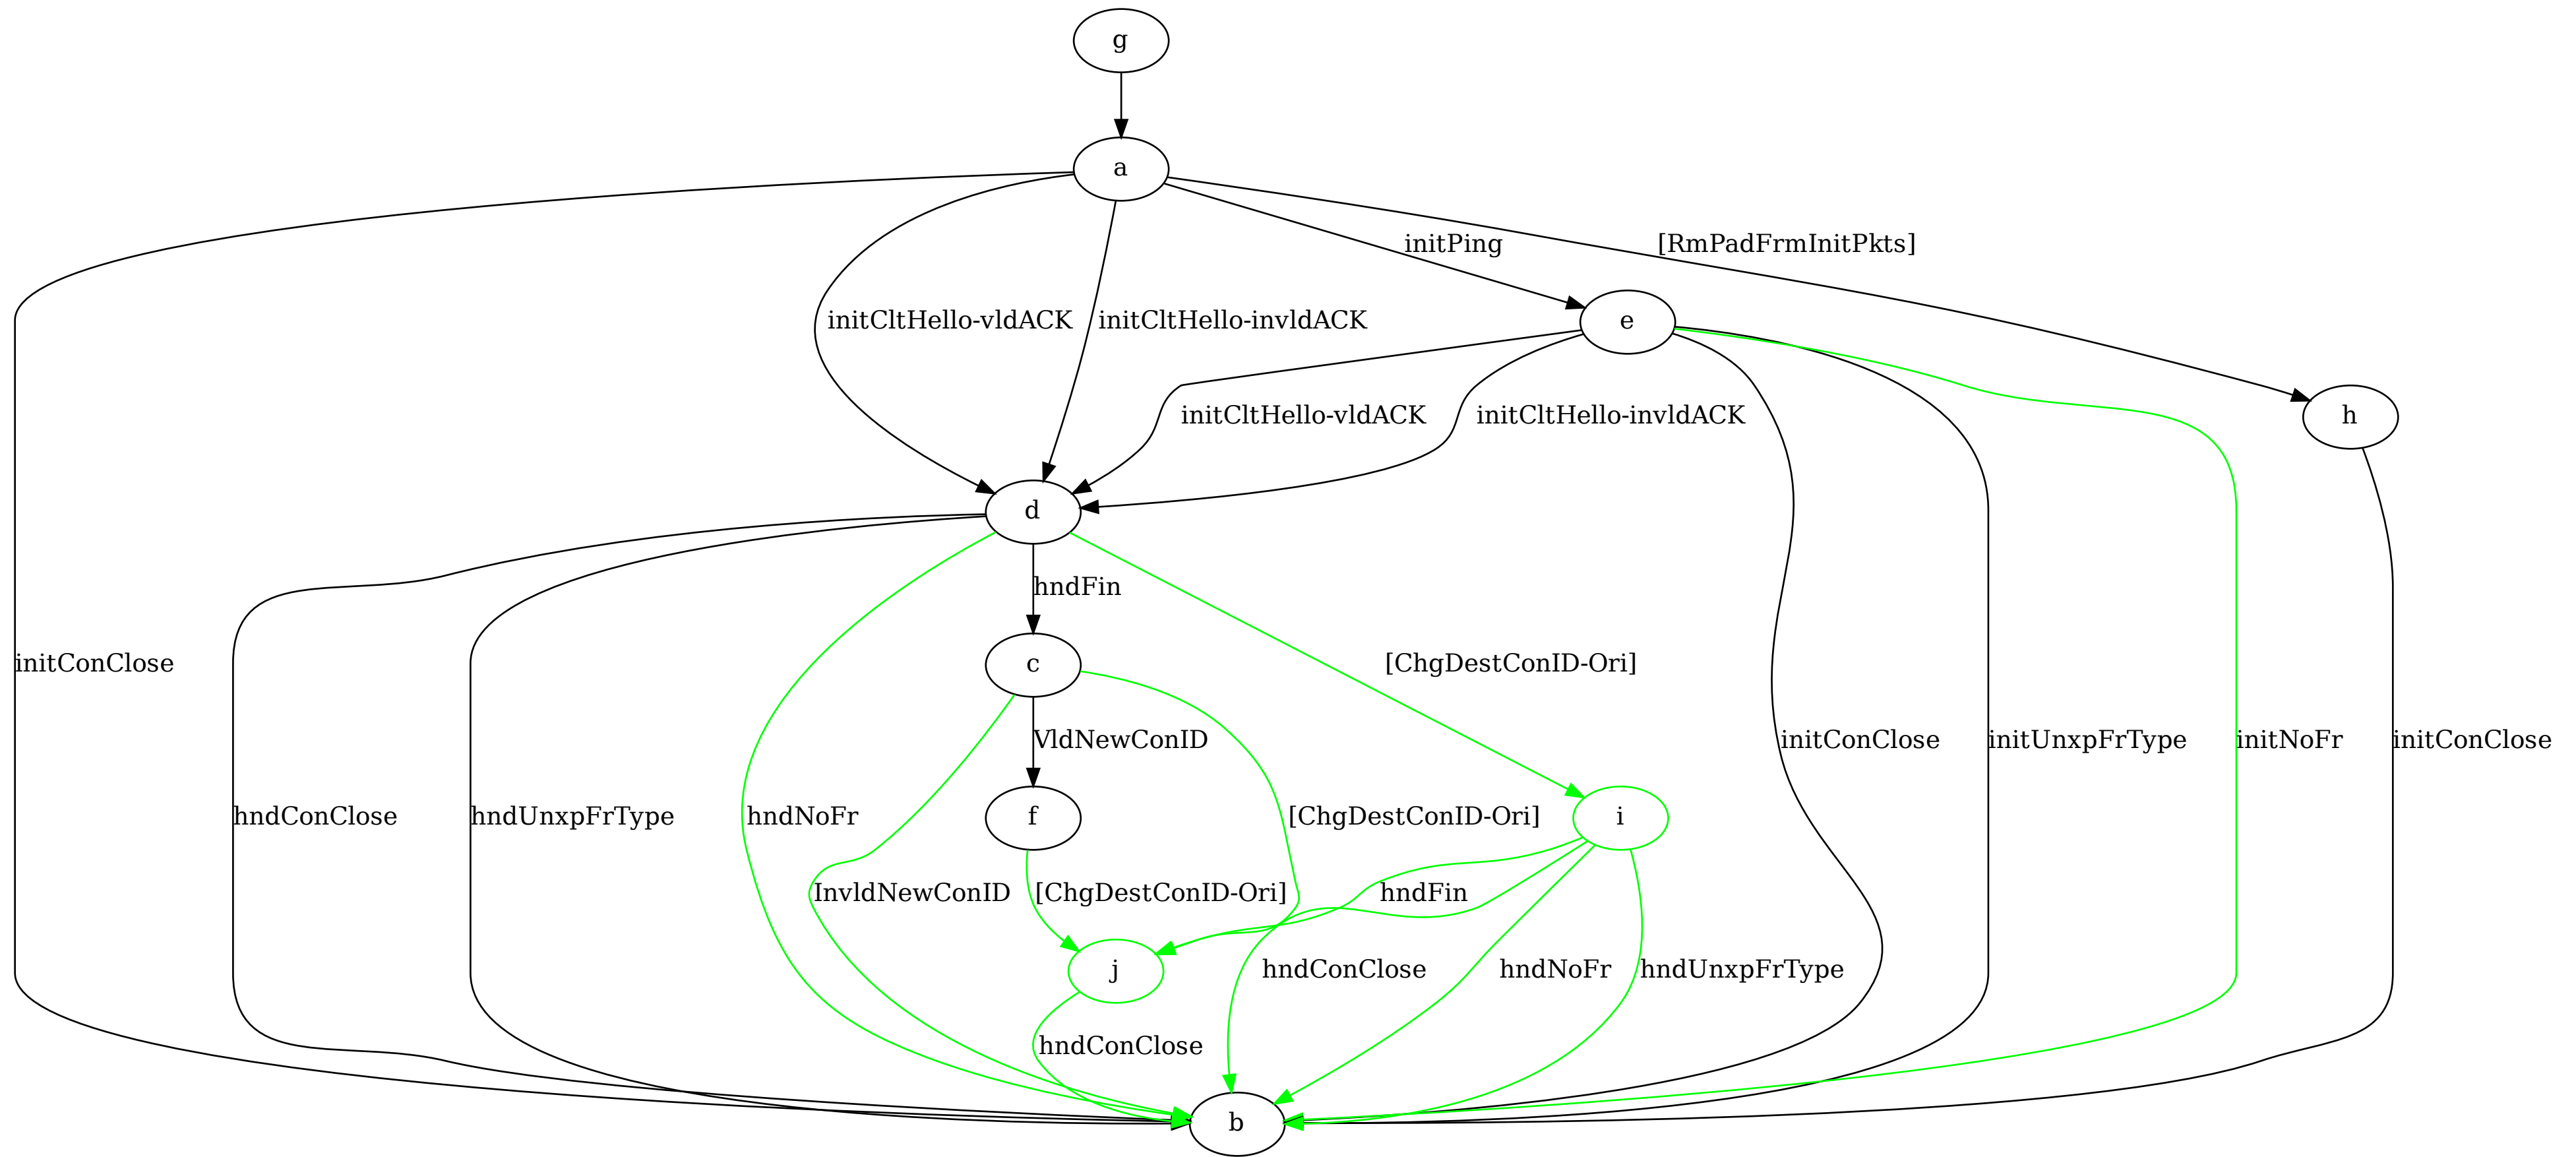 g
a
initPing
[RmPadFrmInitPkts]
initCltHello-vldACK
initCltHello-invldACK
e
initCltHello-vldACK
initCltHello-invldACK
h
d
hndFin
initConClose
c
[ChgDestConID-Ori]
VldNewConID
initConClose
initUnxpFrType
initNoFr
initConClose
hndConClose
hndUnxpFrType
hndNoFr
f
[ChgDestConID-Ori]
i
InvldNewConID
[ChgDestConID-Ori]
hndFin
j
hndConClose
hndNoFr
hndUnxpFrType
hndConClose
b